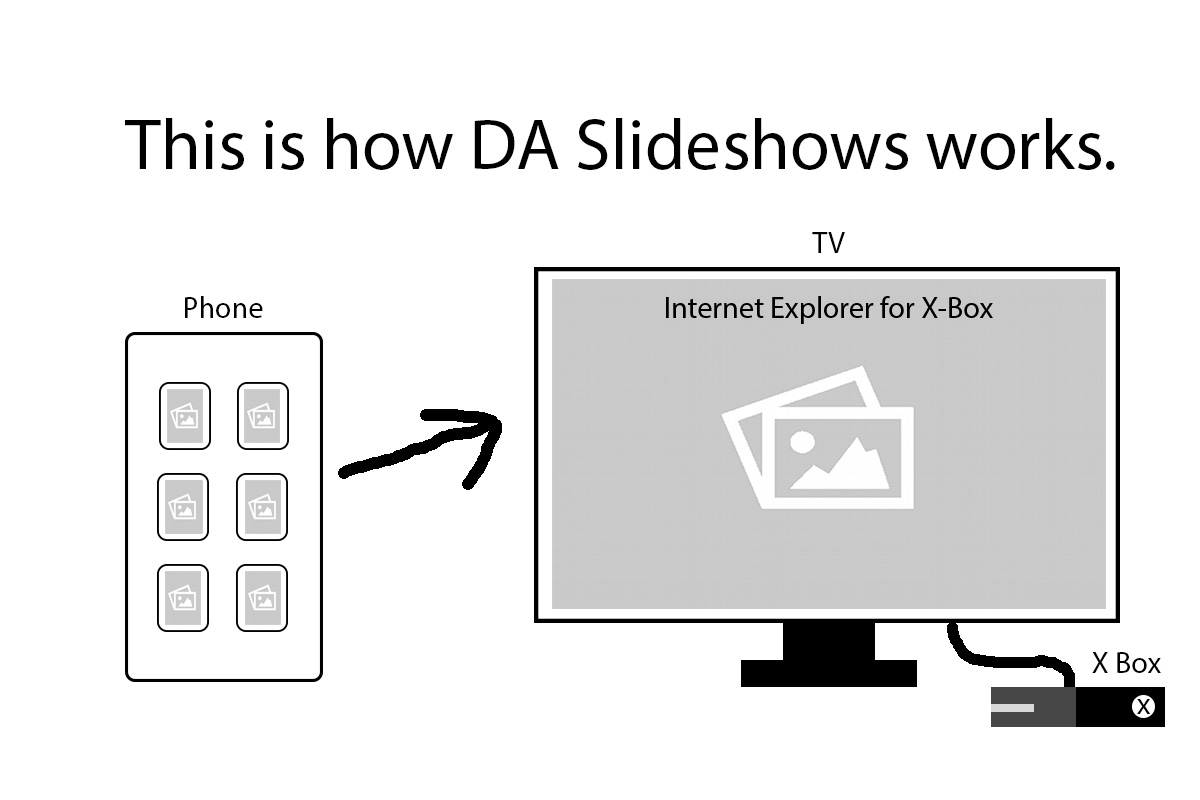 This is how DA Slideshows works.
TV
Phone
Internet Explorer for X-Box
X Box
X